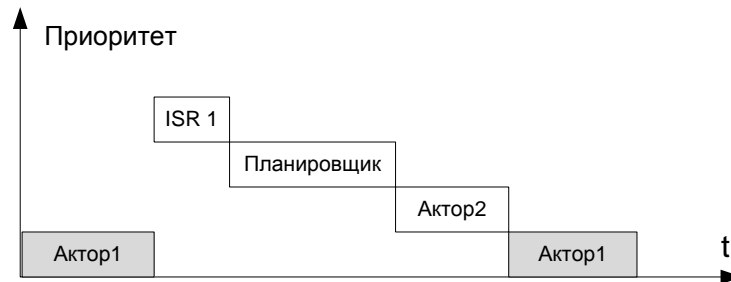 Приоритет
ISR 1
Планировщик
Актор2
Актор1
Актор1
t